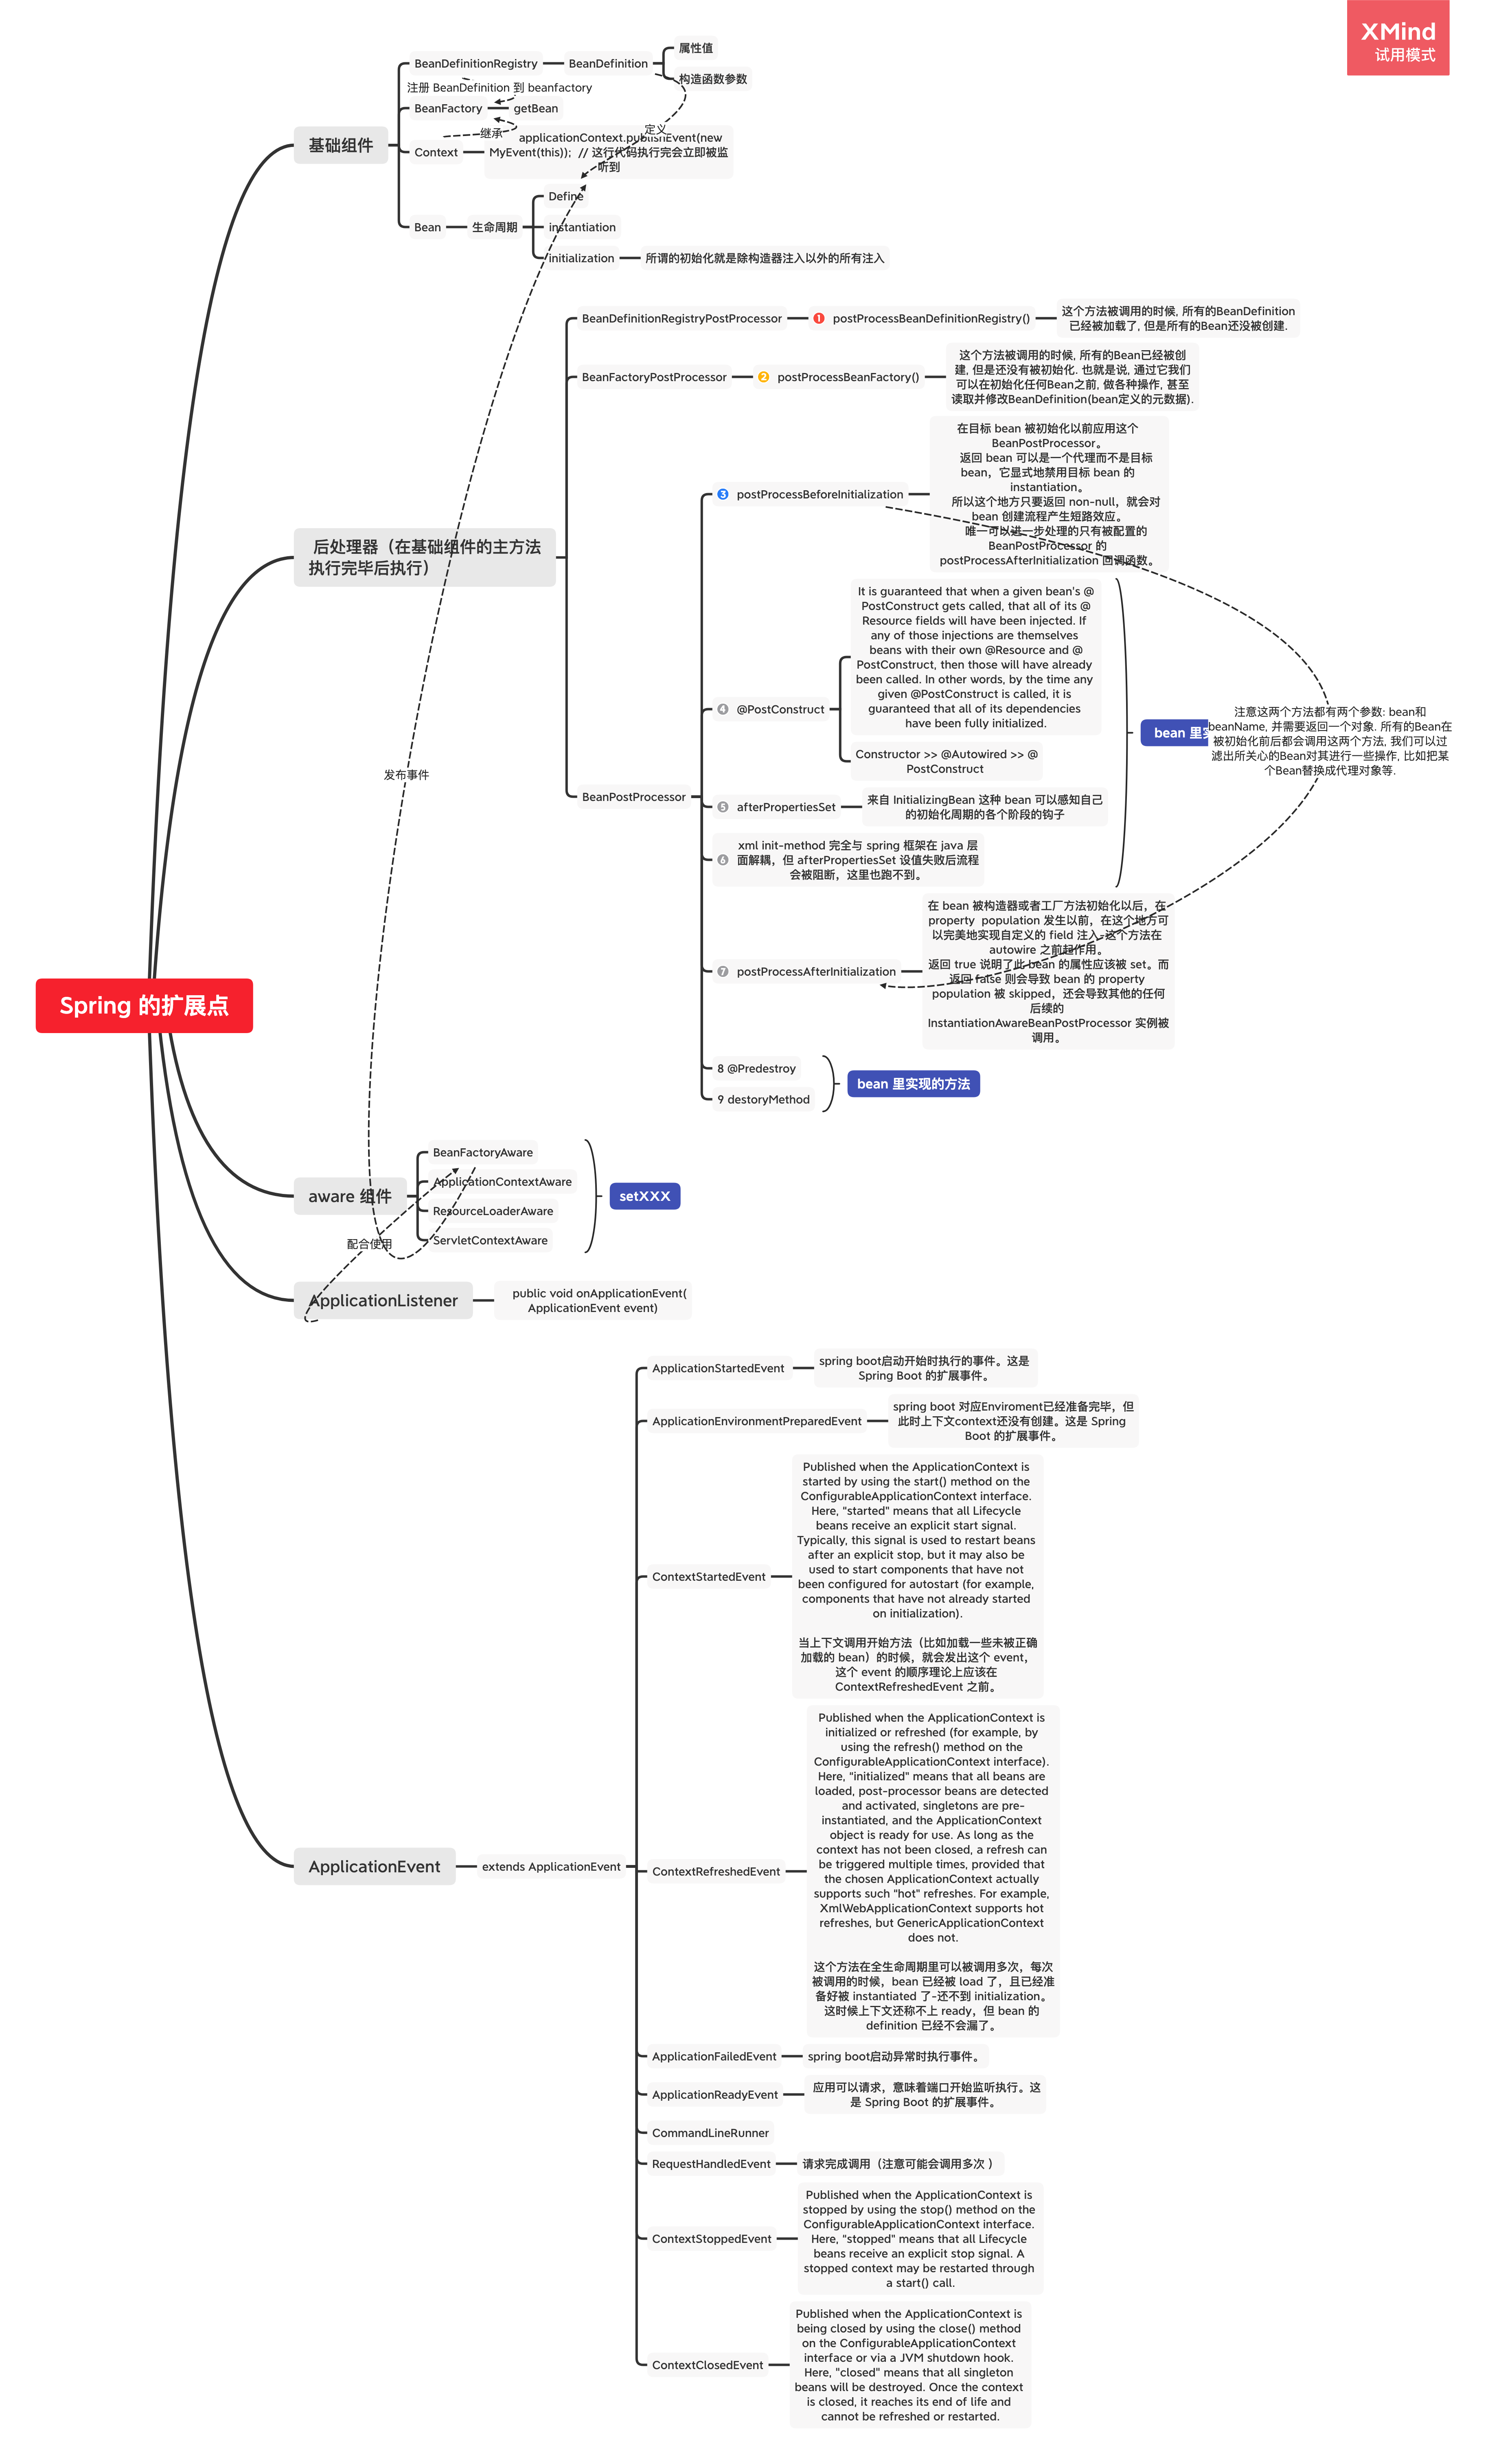 XMind
试用模式
Spring 的扩展点
基础组件
BeanDefinitionRegistry
BeanDefinition
属性值
构造函数参数
注册 BeanDefinition 到 beanfactory
BeanFactory
getBean
继承
定义
Context
applicationContext.publishEvent(new
MyEvent(this)); // 这行代码执行完会立即被监
听到
Bean
生命周期
Define
instantiation
initialization
所谓的初始化就是除构造器注入以外的所有注入
后处理器（在基础组件的主方法
执行完毕后执行）
BeanDefinitionRegistryPostProcessor
1 postProcessBeanDefinitionRegistry()
这个方法被调用的时候, 所有的BeanDefinition
已经被加载了, 但是所有的Bean还没被创建.
BeanFactoryPostProcessor
2 postProcessBeanFactory()
这个方法被调用的时候, 所有的Bean已经被创
建, 但是还没有被初始化. 也就是说, 通过它我们
可以在初始化任何Bean之前, 做各种操作, 甚至
读取并修改BeanDefinition(bean定义的元数据).
BeanPostProcessor
3 postProcessBeforeInitialization
在目标 bean 被初始化以前应用这个
BeanPostProcessor。
返回 bean 可以是一个代理而不是目标
bean，它显式地禁用目标 bean 的
instantiation。
所以这个地方只要返回 non-null，就会对
bean 创建流程产生短路效应。
唯一可以进一步处理的只有被配置的
BeanPostProcessor 的
postProcessAfterInitialization 回调函数。
4 @PostConstruct
It is guaranteed that when a given bean's @
PostConstruct gets called, that all of its @
Resource fields will have been injected. If
any of those injections are themselves
beans with their own @Resource and @
PostConstruct, then those will have already
been called. In other words, by the time any
given @PostConstruct is called, it is
guaranteed that all of its dependencies
have been fully initialized.
Constructor >> @Autowired >> @
PostConstruct
5 afterPropertiesSet
来自 InitializingBean 这种 bean 可以感知自己
的初始化周期的各个阶段的钩子
6 xml init-method 完全与 spring 框架在 java 层
面解耦，但 afterPropertiesSet 设值失败后流程
会被阻断，这里也跑不到。
bean 里
注意这两个方法都有两个参数: bean和
beanName, 并需要返回一个对象. 所有的Bean在
被初始化前后都会调用这两个方法, 我们可以过
滤出所关心的Bean对其进行一些操作, 比如把某
个Bean替换成代理对象等.
7 postProcessAfterInitialization
在 bean 被构造器或者工厂方法初始化以后，在
property population 发生以前，在这个地方可
以完美地实现自定义的 field 注入-这个方法在
autowire 之前起作用。
返回 true 说明了此 bean 的属性应该被 set。而
返回 false 则会导致 bean 的 property
population 被 skipped，还会导致其他的任何
后续的
InstantiationAwareBeanPostProcessor 实例被
调用。
8 @Predestroy
9 destoryMethod
bean 里实现的方法
发布事件
aware 组件
BeanFactoryAware
ApplicationContextAware
ResourceLoaderAware
ServletContextAware
setXXX
配合使用
ApplicationListener
public void onApplicationEvent(
ApplicationEvent event)
ApplicationEvent
extends ApplicationEvent
ApplicationStartedEvent
spring boot启动开始时执行的事件。这是
Spring Boot 的扩展事件。
ApplicationEnvironmentPreparedEvent
spring boot 对应Enviroment已经准备完毕，但
此时上下文context还没有创建。这是 Spring
Boot 的扩展事件。
ContextStartedEvent
Published when the ApplicationContext is
started by using the start() method on the
ConfigurableApplicationContext interface.
Here, "started" means that all Lifecycle
beans receive an explicit start signal.
Typically, this signal is used to restart beans
after an explicit stop, but it may also be
used to start components that have not
been configured for autostart (for example,
components that have not already started
on initialization).
当上下文调用开始方法（比如加载一些未被正确
加载的 bean）的时候，就会发出这个 event，
这个 event 的顺序理论上应该在
ContextRefreshedEvent 之前。
ContextRefreshedEvent
Published when the ApplicationContext is
initialized or refreshed (for example, by
using the refresh() method on the
ConfigurableApplicationContext interface).
Here, "initialized" means that all beans are
loaded, post-processor beans are detected
and activated, singletons are pre-
instantiated, and the ApplicationContext
object is ready for use. As long as the
context has not been closed, a refresh can
be triggered multiple times, provided that
the chosen ApplicationContext actually
supports such "hot" refreshes. For example,
XmlWebApplicationContext supports hot
refreshes, but GenericApplicationContext
does not.
这个方法在全生命周期里可以被调用多次，每次
被调用的时候，bean 已经被 load 了，且已经准
备好被 instantiated 了-还不到 initialization。
这时候上下文还称不上 ready，但 bean 的
definition 已经不会漏了。
ApplicationFailedEvent
spring boot启动异常时执行事件。
ApplicationReadyEvent
应用可以请求，意味着端口开始监听执行。这
是 Spring Boot 的扩展事件。
CommandLineRunner
RequestHandledEvent
请求完成调用（注意可能会调用多次 ）
ContextStoppedEvent
Published when the ApplicationContext is
stopped by using the stop() method on the
ConfigurableApplicationContext interface.
Here, "stopped" means that all Lifecycle
beans receive an explicit stop signal. A
stopped context may be restarted through
a start() call.
ContextClosedEvent
Published when the ApplicationContext is
being closed by using the close() method
on the ConfigurableApplicationContext
interface or via a JVM shutdown hook.
Here, "closed" means that all singleton
beans will be destroyed. Once the context
is closed, it reaches its end of life and
cannot be refreshed or restarted.